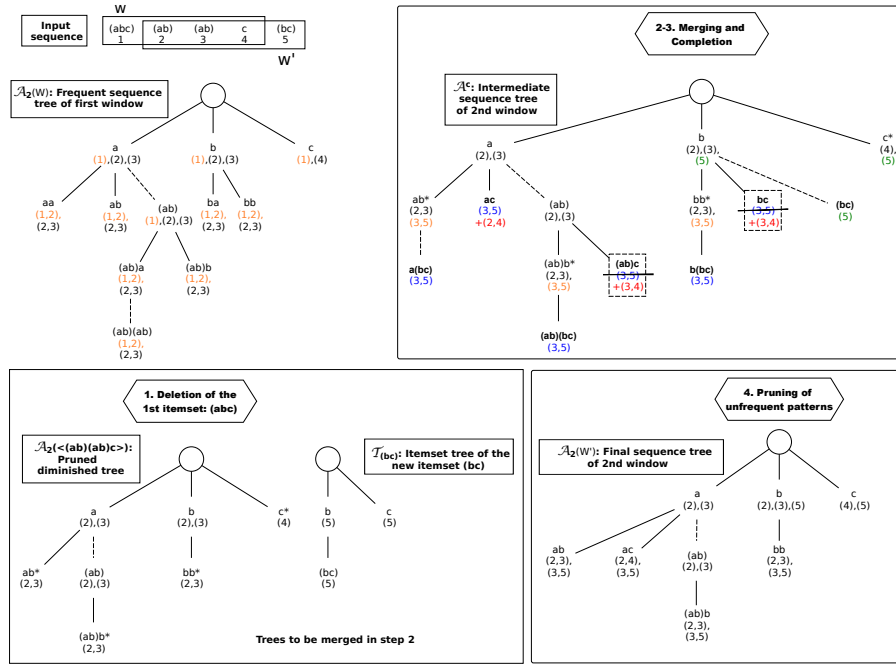 W
Input
sequence
(abc) (ab) (ab) c (bc)
1 2 3 4 5
W'
A₂(W): Frequent sequence
tree of first window
a b c
(1),(2),(3) (1),(2),(3) (1),(4)
aa ab (ab) ba bb
(1,2), (1,2), (1),(2),(3) (1,2), (1,2),
(2,3) (2,3) (2,3) (2,3)
(ab)a (ab)b
(1,2), (1,2),
(2,3) (2,3)
(ab)(ab)
(1,2),
(2,3)
2-3. Merging and
Completion
Aᶜ: Intermediate
sequence tree
of 2nd window
a b c*
(2),(3) (2),(3), (4),
(5) (5)
ab* ac (ab) bb* bc (bc)
(2,3) (3,5) (2),(3) (2,3), (3,5) (5)
(3,5) +(2,4) (3,5) +(3,4)
a(bc) (ab)b* (ab)c b(bc)
(3,5) (2,3), (3,5) (3,5)
(3,5) +(3,4)
(ab)(bc)
(3,5)
1. Deletion of the
1st itemset: (abc)
A₂(<(ab)(ab)c>):
Pruned
diminished tree
T(bc): Itemset tree of the
new itemset (bc)
a b c* b c
(2),(3) (2),(3) (4) (5) (5)
ab* (ab) bb* (bc)
(2,3) (2),(3) (2,3) (5)
(ab)b*
(2,3)
Trees to be merged in step 2
4. Pruning of
unfrequent patterns
A₂(W'): Final sequence tree
of 2nd window
a b c
(2),(3) (2),(3),(5) (4),(5)
ab ac (ab) bb
(2,3), (2,4), (2),(3) (2,3),
(3,5) (3,5) (3,5)
(ab)b
(2,3),
(3,5)